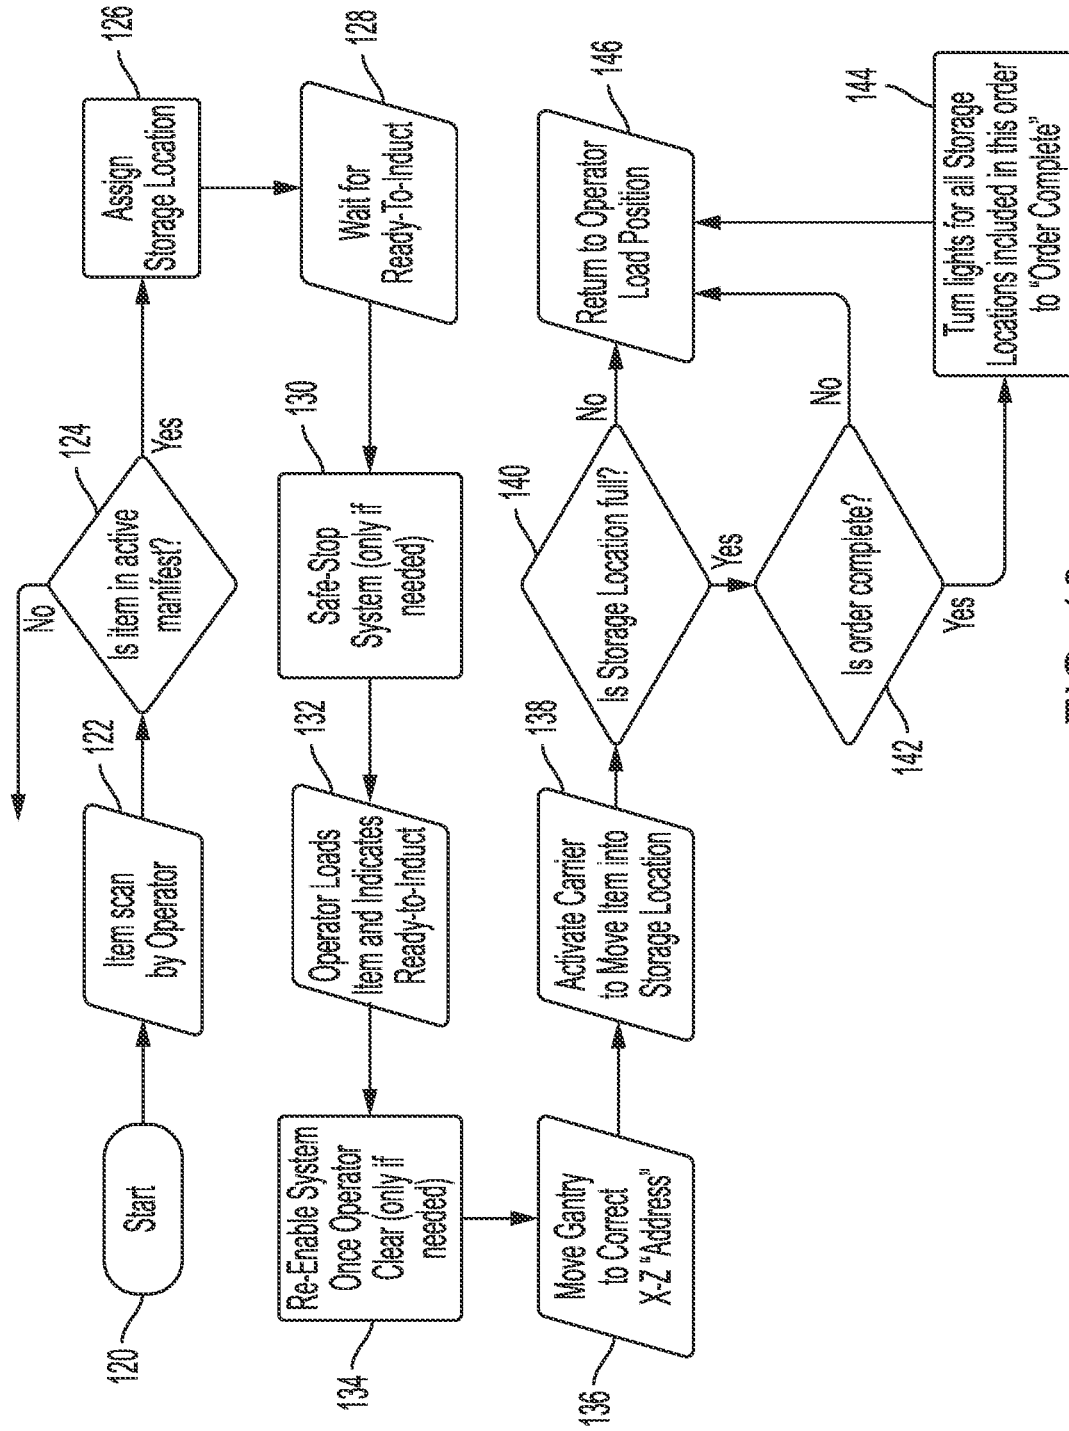 120
Start
122
Item scan
by Operator
124
Is item in active
manifest?
No
Yes
126
Assign
Storage Location
128
Wait for
Ready-To-Induct
130
Safe-Stop
System (only if
needed)
132
Operator Loads
Item and Indicates
Ready-to-Induct
134
Re-Enable System
Once Operator
Clear (only if
needed)
136
Move Gantry
to Correct
X-Z “Address”
138
Activate Carrier
to Move Item into
Storage Location
140
Is Storage Location full?
No
Yes
142
Is order complete?
No
Yes
144
Turn lights for all Storage
Locations included in this order
to “Order Complete”
146
Return to Operator
Load Position